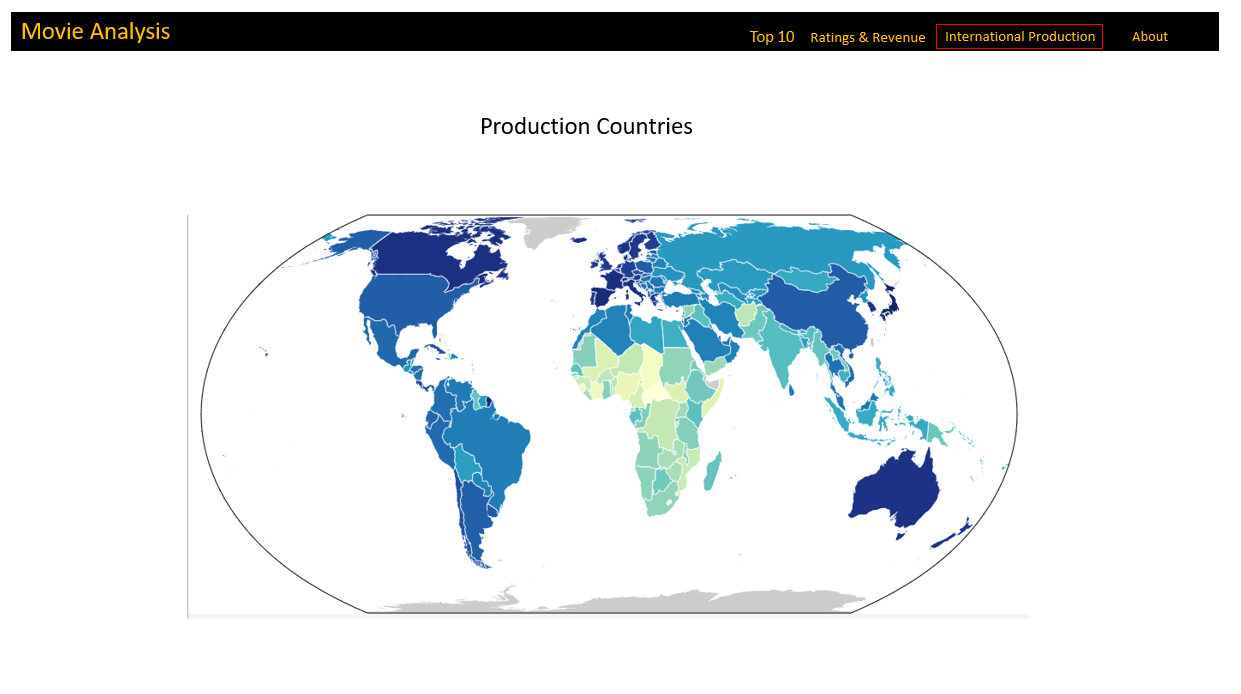 Movie Analysis
Top 10 Ratings & Revenue International Production About
Production Countries